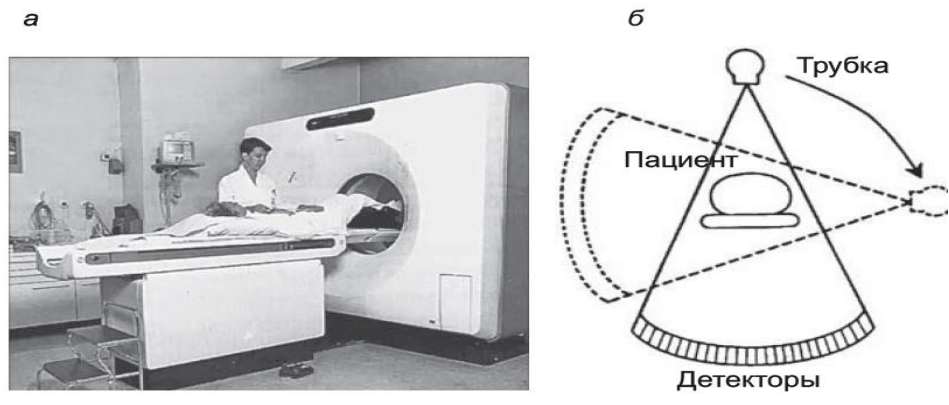 а
б
Трубка
Пациент
Детекторы